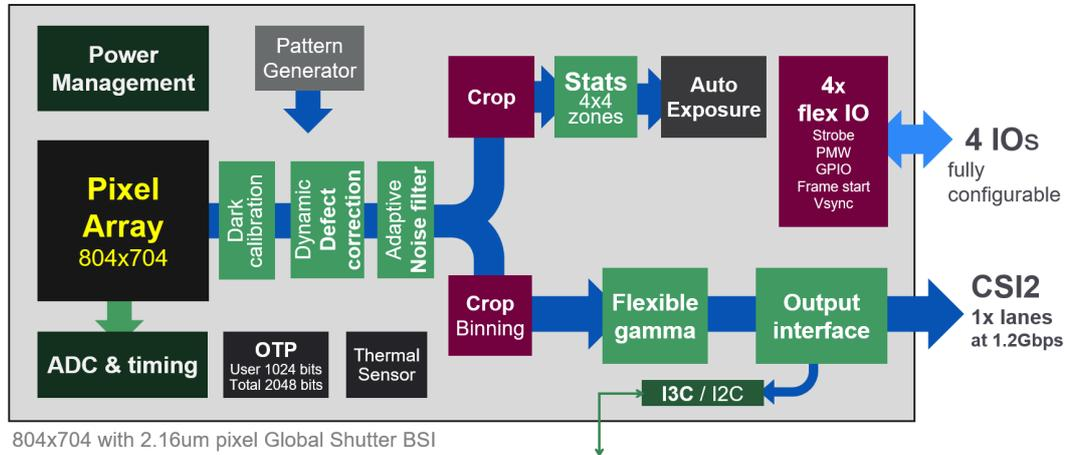 Power
Management
Pattern
Generator
Crop
Stats
4x4
zones
Auto
Exposure
4x
flex IO
Strobe
PMW
GPIO
Frame start
Vsync
4 IOs
fully
configurable
Pixel
Array
804x704
Dark
calibration
Dynamic
Defect
correction
Adaptive
Noise filter
Crop
Binning
Flexible
gamma
Output
interface
CSI2
1x lanes
at 1.2Gbps
ADC & timing
OTP
User 1024 bits
Total 2048 bits
Thermal
Sensor
I3C / I2C
804x704 with 2.16um pixel Global Shutter BSI